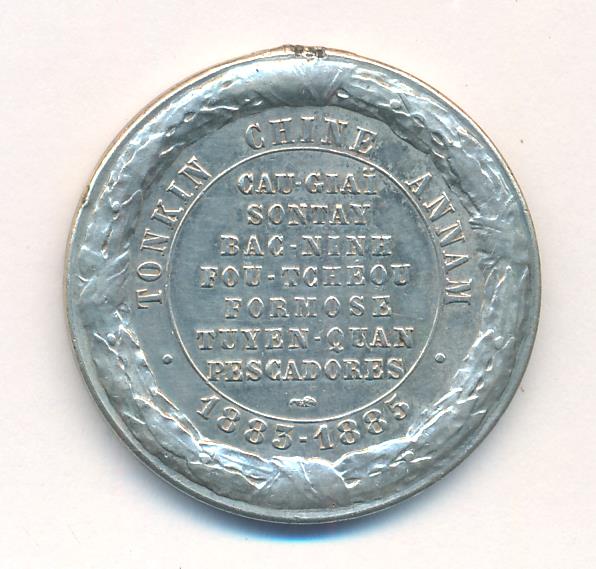 TONKIN CHINE ANNAM
CAU-GIAÏ
SONTAY
BAC-NINH
FOU-TCHEOU
FORMOSE
TUYEN-QUAN
PESCADORES
1883-1885